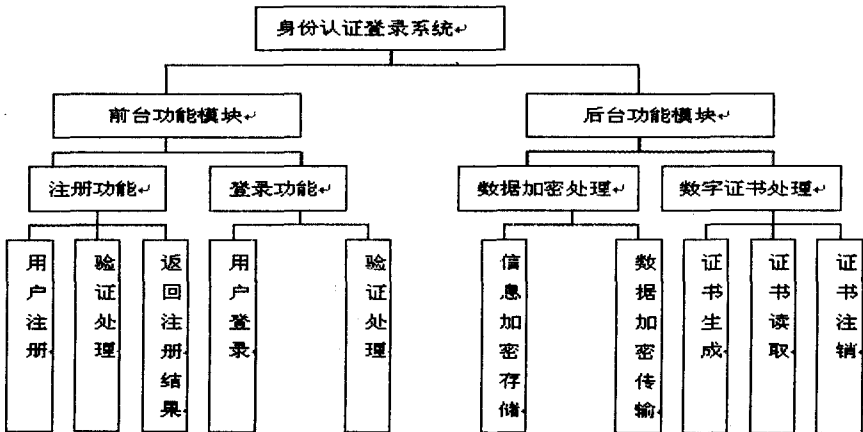 身份认证登录系统
前台功能模块
后台功能模块
注册功能
登录功能
数据加密处理
数字证书处理
用户注册
验证处理
返回注册结果
用户登录
验证处理
信息加密存储
数据加密传输
证书生成
证书读取
证书注销